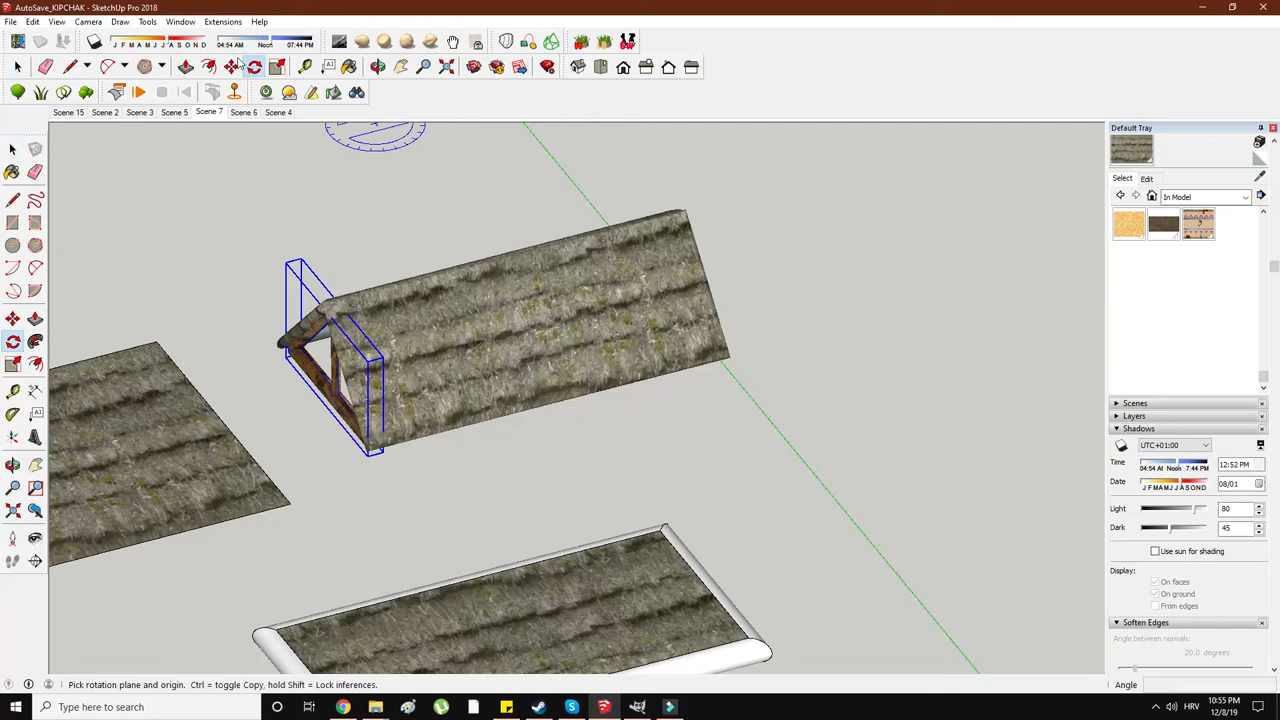 AutoSave_KIPCHAK - SketchUp Pro 2018
File Edit View Camera Draw Tools Window Extensions Help
J F M A M J J A S O N D 04:54 AM Noon 07:44 PM
Scene 15 Scene 2 Scene 3 Scene 5 Scene 7 Scene 6 Scene 4
Default Tray
Select Edit
In Model
Scenes
Layers
Shadows
UTC+01:00
Time 04:54 AM Noon 7:44 PM 12:52 PM
Date J F M A M J J A S O N D 08/01
Light 80
Dark 45
Use sun for shading
Display:
On faces
On ground
From edges
Soften Edges
Angle between normals:
20.0 degrees
Pick rotation plane and origin. Ctrl = toggle Copy, hold Shift = Lock inferences.
Angle
Type here to search
HRV
10:55 PM
12/8/19